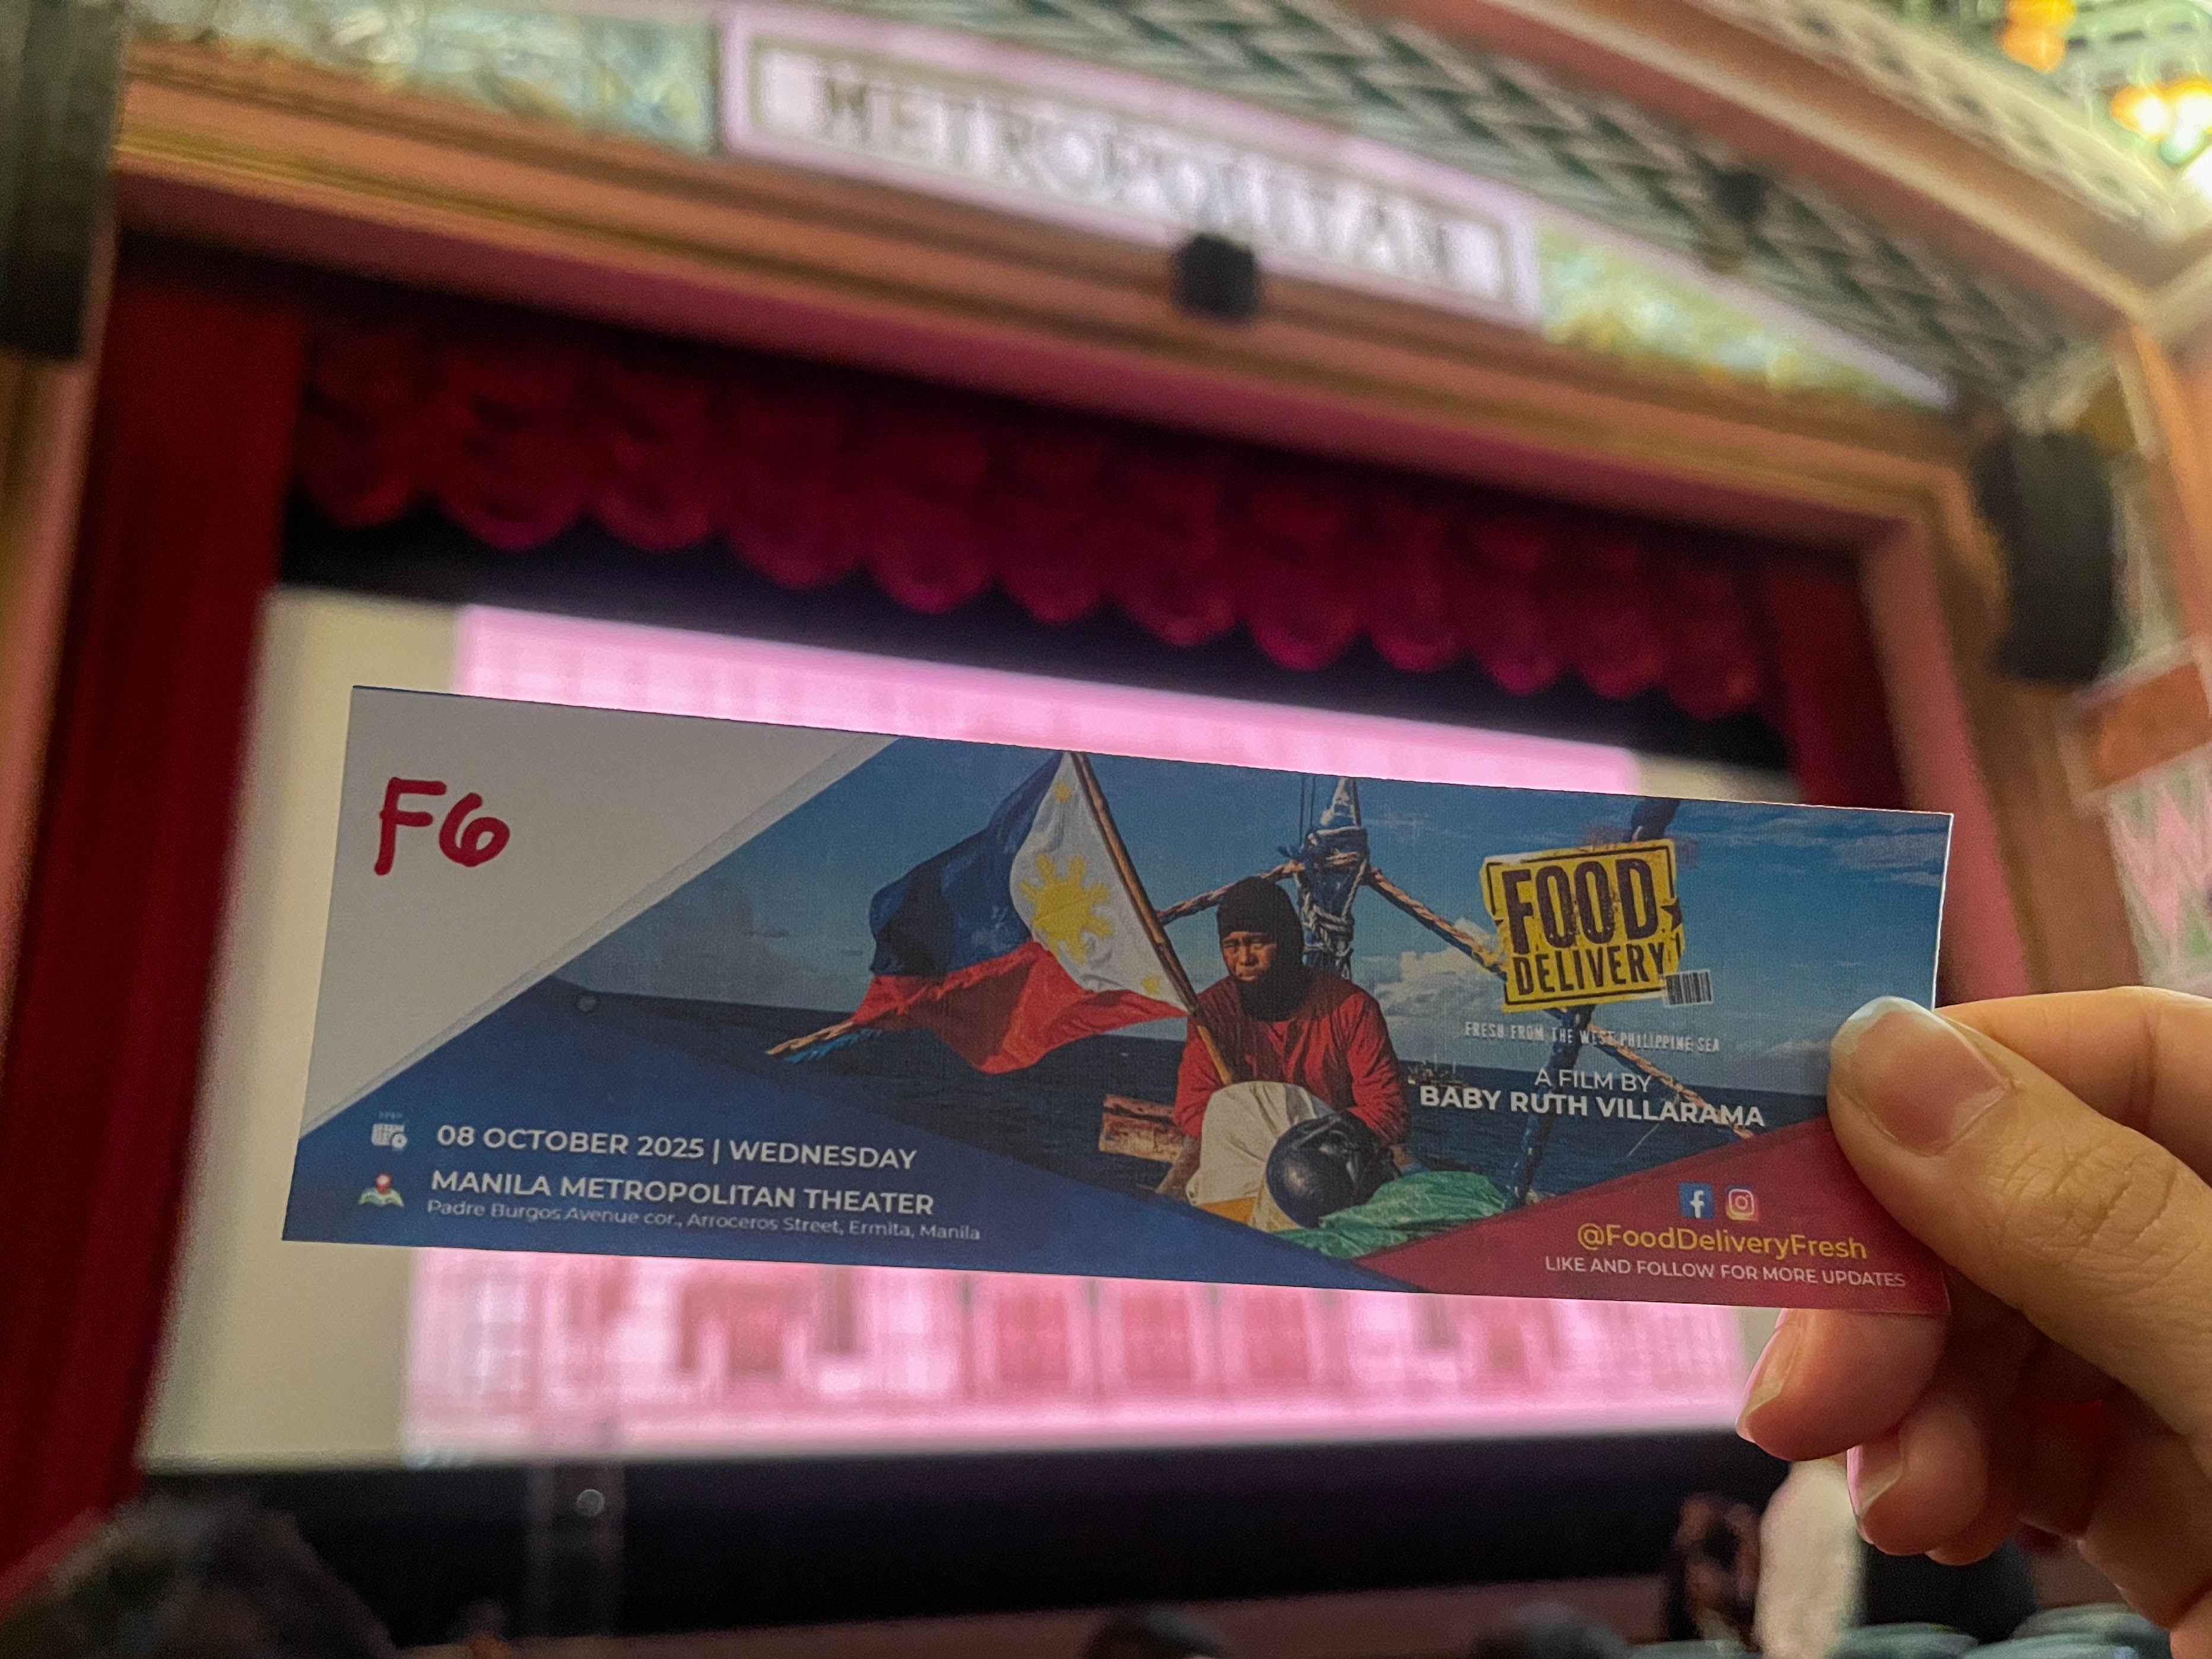 METROPOLITAN
F6
FOOD
DELIVERY
FRESH FROM THE WEST PHILIPPINE SEA
A FILM BY
BABY RUTH VILLARAMA
08 OCTOBER 2025 | WEDNESDAY
MANILA METROPOLITAN THEATER
Padre Burgos Avenue cor., Arroceros Street, Ermita, Manila
@FoodDeliveryFresh
LIKE AND FOLLOW FOR MORE UPDATES